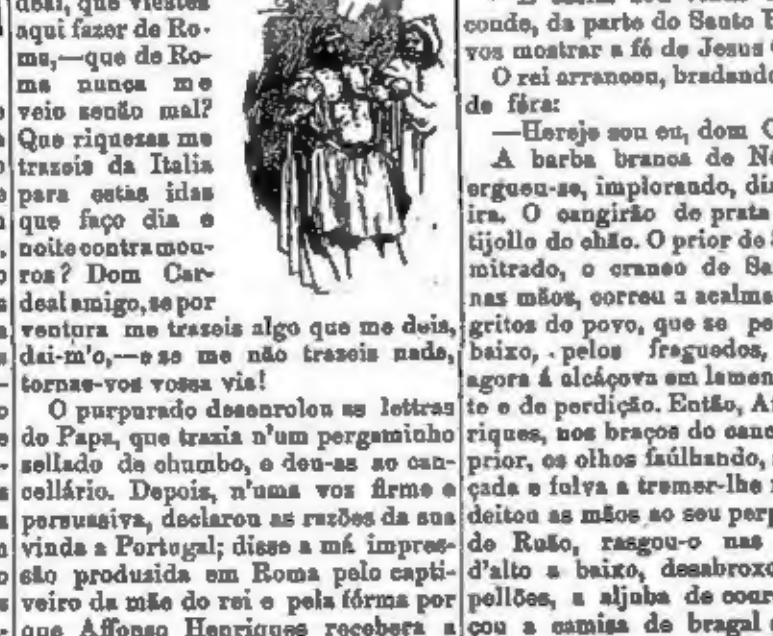 deal, que viestes
aqui fazer de Ro-
ma,—que de Ro-
ma nunca me
veio senão mal?
Que riquezas me
trazeis da Italia
para estas idas
que faço dia e
noite contra mou-
ros? Dom Car-
deal amigo, se por
ventura me trazeis algo que me deis,
dai-m'o,—e se me não trazeis nada,
tornae-vos vossa via!
O purpurado desenrolou as lettras
do Papa, que trazia n'um pergaminho
sellado de chumbo, e deu-as ao can-
cellário. Depois, n'uma voz firme e
persuasiva, declarou as razões da sua
vinda a Portugal; disse a má impres-
são produzida em Roma pelo capti-
veiro da mãe do rei e pela fórma por
que Affonso Henriques recebera a
conde, da parte do Santo
vos mostrar a fé de Jesus
O rei arrancou, bradando
de fóra:
—Hereje sou eu, dom
A barba branca de
ergueu-se, implorando,
ira. O cangirão de prata
tijollo do chão. O prior de
mitrado, o craneo de
nas mãos, correu a
gritos do povo, que se
baixo, pelos fraguedos,
agora á alcáçova em
te e de perdição. Então,
riques, nos braços do
prior, os olhos faúlhando,
çada e fulva a tremer-lhe
deitou as mãos ao seu
de Ruão, rasgou-o nas
d'alto a baixo,
pellões, a aljuba de
çou a camisa de bragal